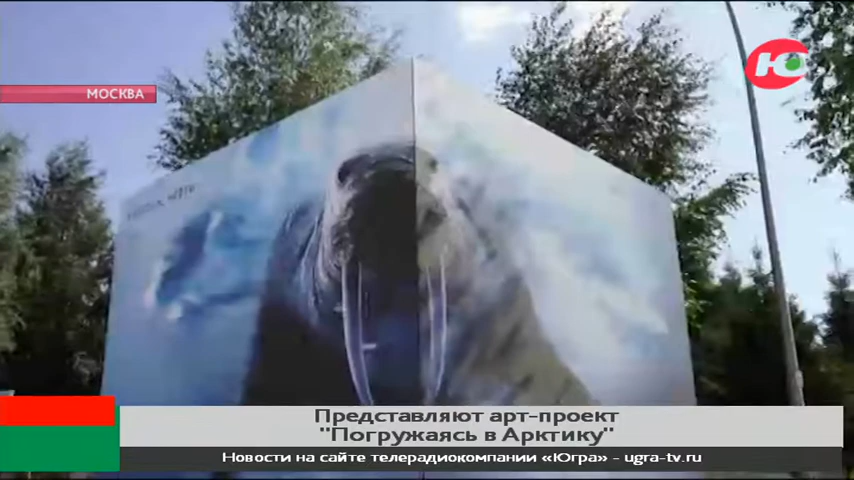 МОСКВА
Ю
Представляют арт-проект
"Погружаясь в Арктику"
Новости на сайте телерадиокомпании «Югра» - ugra-tv.ru